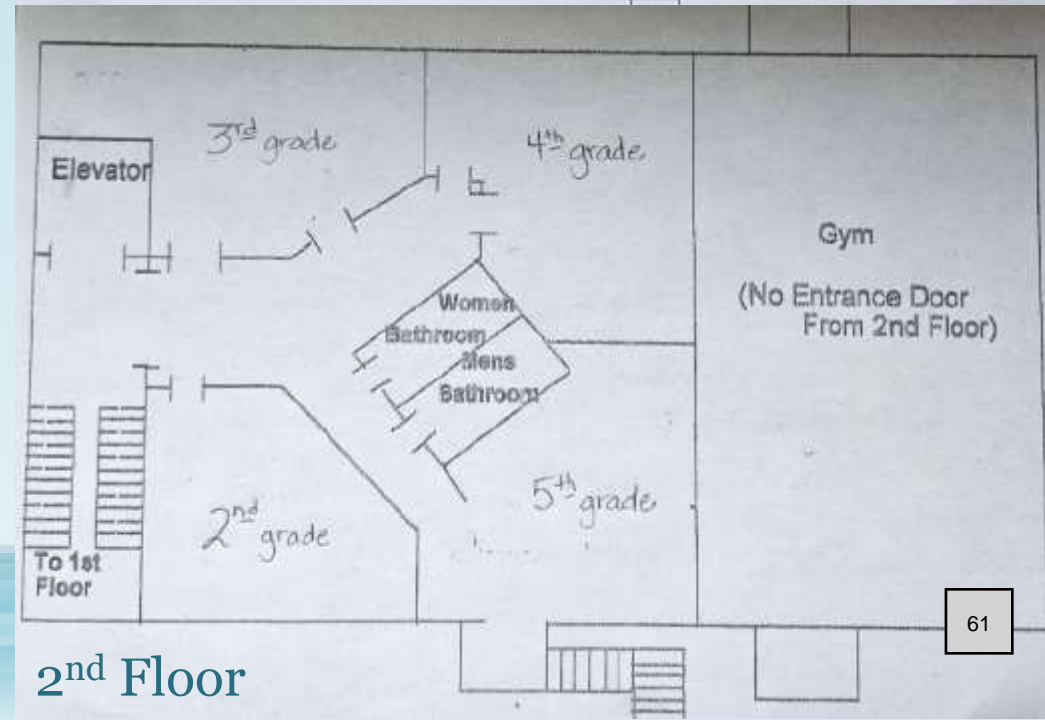 3rd grade
4th grade
Elevator
Gym
(No Entrance Door
From 2nd Floor)
Women
Bathroom
Mens
Bathroom
2nd grade
5th grade
To 1st
Floor
61
2nd Floor